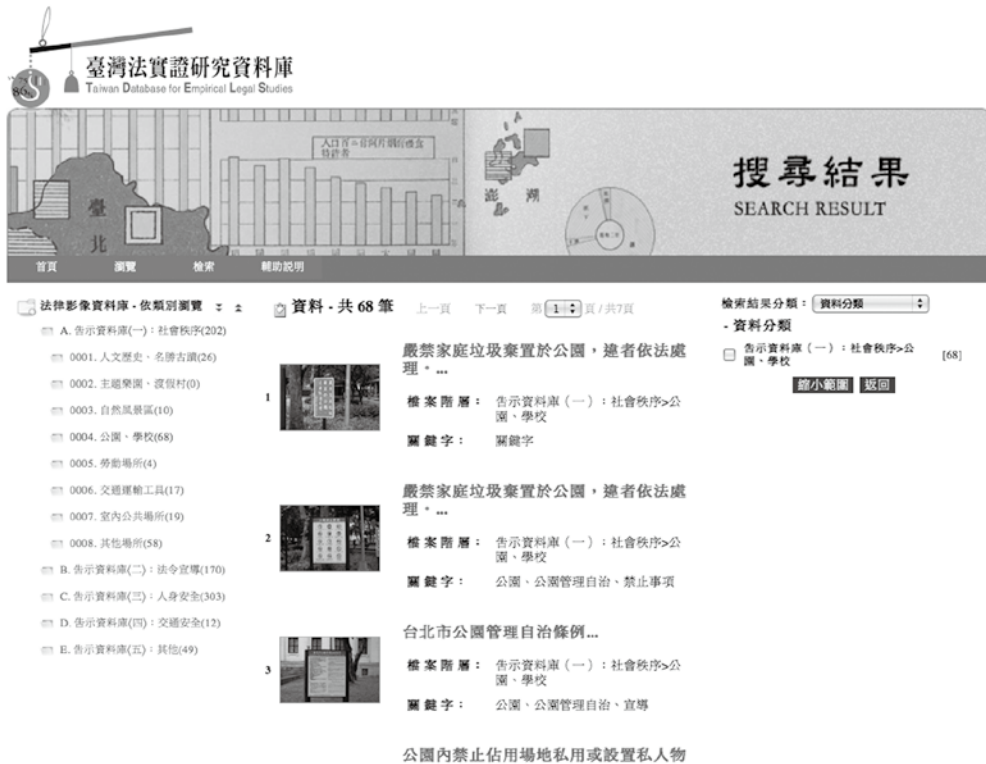 臺灣法實證研究資料庫
Taiwan Database for Empirical Legal Studies
人口百二付阿片烟膏禮食
特許者
臺
北
澎湖
搜尋結果
SEARCH RESULT
首頁 瀏覽 檢索 輔助說明
法律影像資料庫 - 依類別瀏覽
A. 告示資料庫(一):社會秩序(202)
0001. 人文歷史、名勝古蹟(26)
0002. 主題樂園、渡假村(0)
0003. 自然風景區(10)
0004. 公園、學校(68)
0005. 勞動場所(4)
0006. 交通運輸工具(17)
0007. 室內公共場所(19)
0008. 其他場所(58)
B. 告示資料庫(二):法令宣導(170)
C. 告示資料庫(三):人身安全(303)
D. 告示資料庫(四):交通安全(12)
E. 告示資料庫(五):其他(49)
資料 - 共 68 筆 上一頁 下一頁 第 1 頁 / 共7頁
1
嚴禁家庭垃圾棄置於公園,違者依法處
理。...
檔案階層: 告示資料庫(一):社會秩序>公
園、學校
關鍵字: 關鍵字
2
嚴禁家庭垃圾棄置於公園,違者依法處
理。...
檔案階層: 告示資料庫(一):社會秩序>公
園、學校
關鍵字: 公園、公園管理自治、禁止事項
3
台北市公園管理自治條例...
檔案階層: 告示資料庫(一):社會秩序>公
園、學校
關鍵字: 公園、公園管理自治、宣導
公園內禁止佔用場地私用或設置私人物
檢索結果分類: 資料分類
- 資料分類
告示資料庫(一):社會秩序>公
園、學校 [68]
縮小範圍 返回